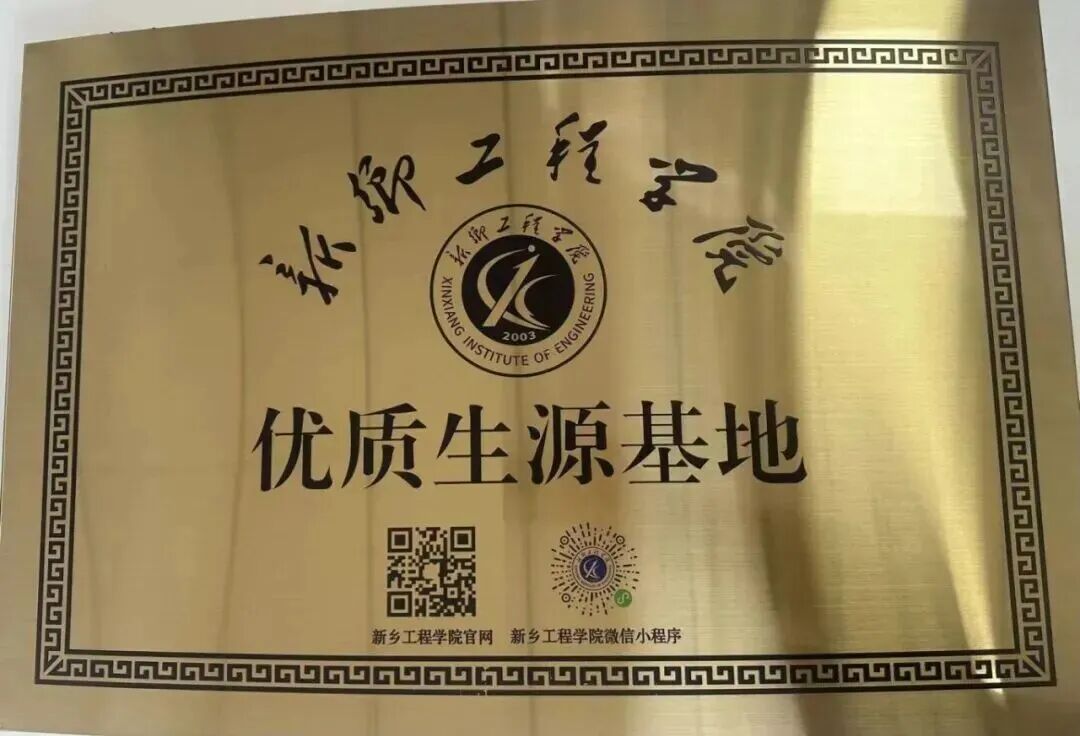 新鄉工程学院
新鄉工程学院
2003
XINXIANG INSTITUTE OF ENGINEERING
优质生源基地
新乡工程学院官网 新乡工程学院微信小程序